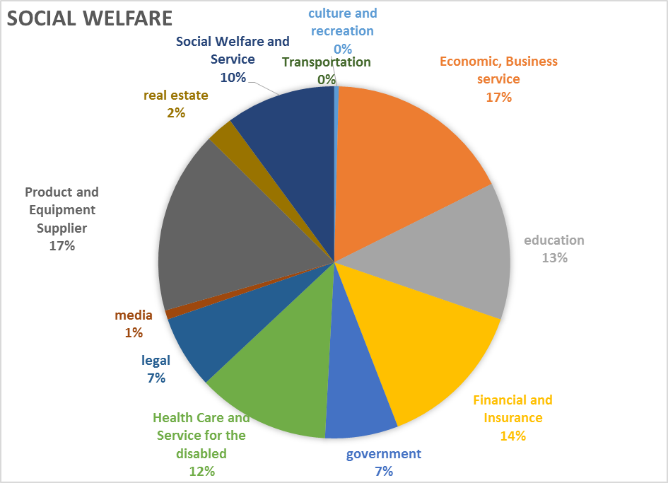 SOCIAL WELFARE
culture and
recreation
0%
Economic, Business
service
17%
education
13%
Financial and
Insurance
14%
government
7%
Health Care and
Service for the
disabled
12%
legal
7%
media
1%
Product and
Equipment
Supplier
17%
real estate
2%
Social Welfare and
Service
10%
Transportation
0%